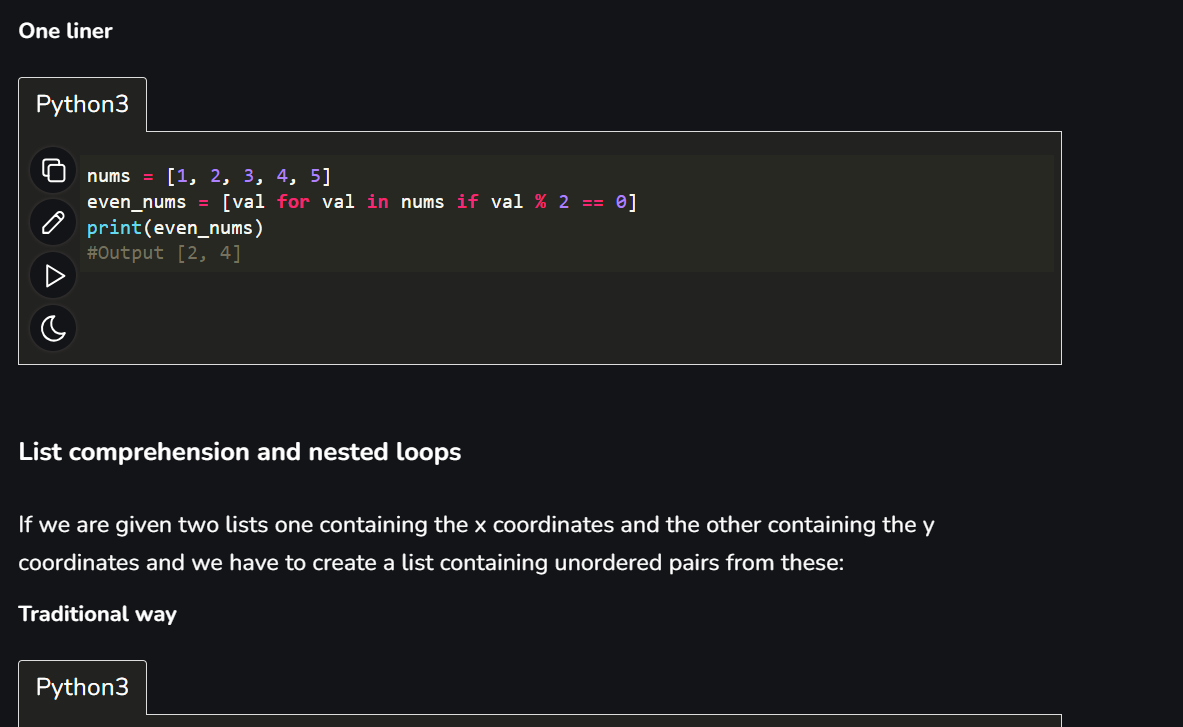 One liner
Python3
nums = [1, 2, 3, 4, 5]
even_nums = [val for val in nums if val % 2 == 0]
print(even_nums)
#Output [2, 4]
List comprehension and nested loops
If we are given two lists one containing the x coordinates and the other containing the y
coordinates and we have to create a list containing unordered pairs from these:
Traditional way
Python3